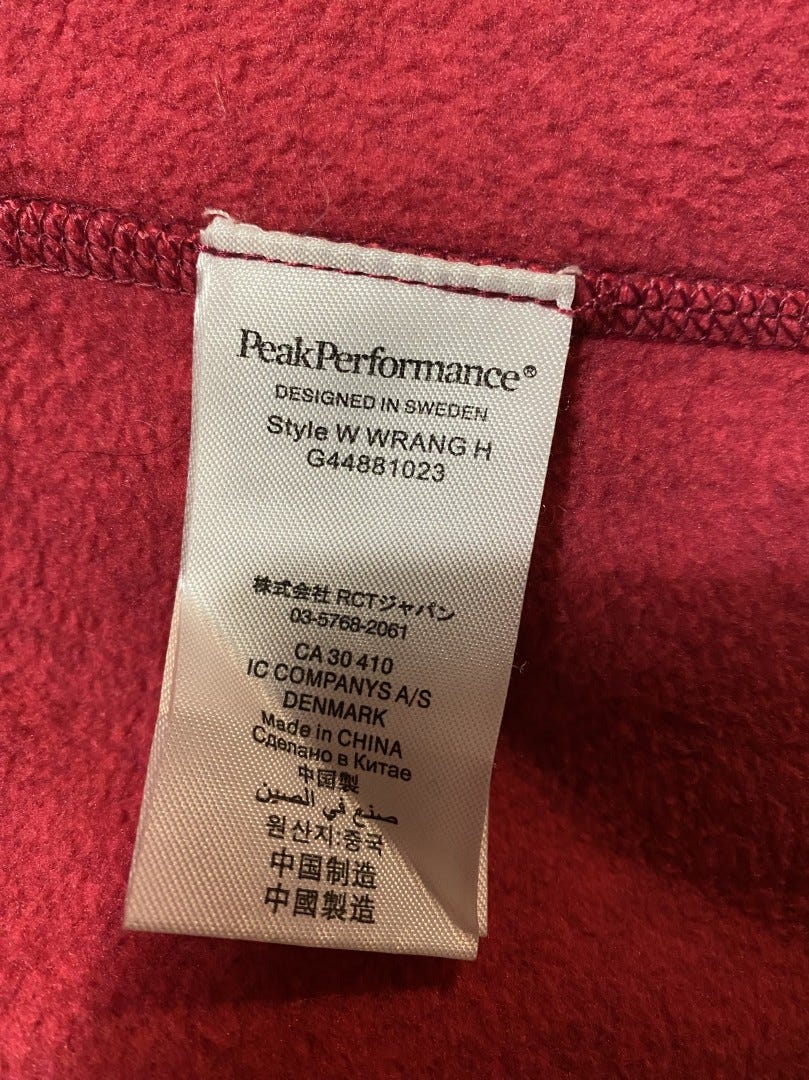 PeakPerformance®
DESIGNED IN SWEDEN
Style W WRANG H
G44881023
株式会社 RCTジャパン
03-5768-2061
CA 30 410
IC COMPANYS A/S
DENMARK
Made in CHINA
Сделано в Китае
中国製
صنع في الصين
원산지:중국
中国制造
中國製造